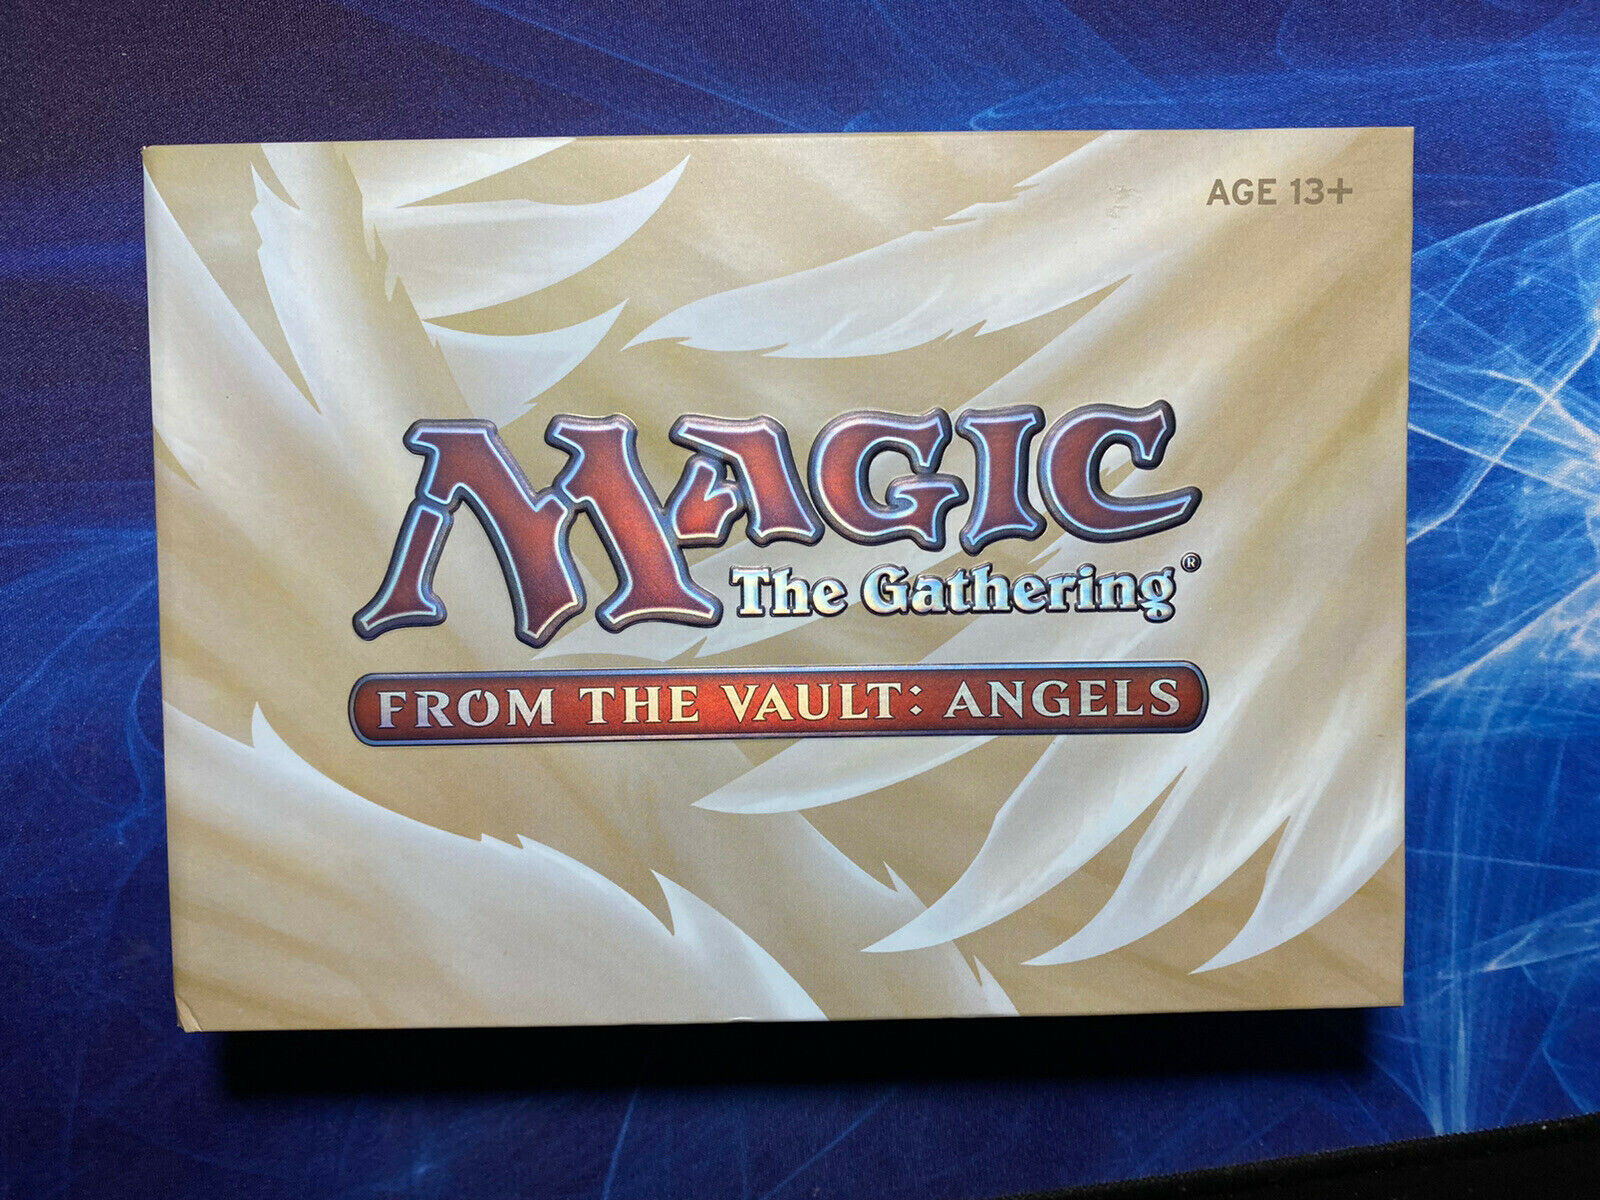 AGE 13+
MAGIC
The Gathering®
FROM THE VAULT: ANGELS